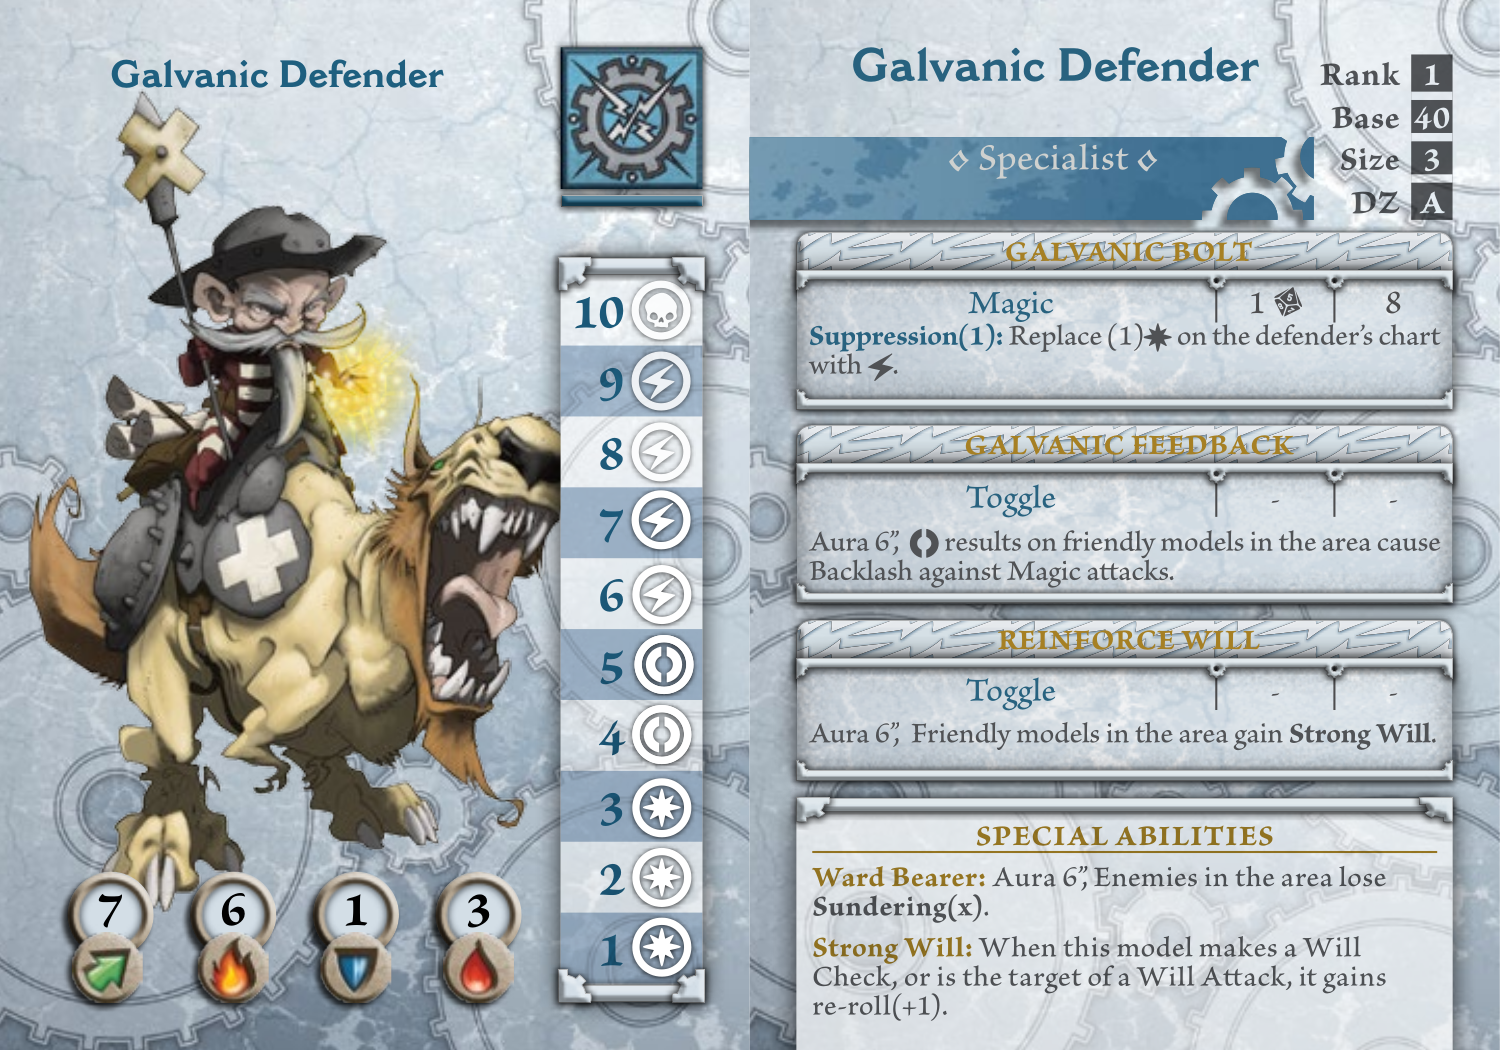 Galvanic Defender
10
9
8
7
6
5
4
3
2
1
7 6 1 3
Galvanic Defender
Rank 1
Base 40
Size 3
DZ A
◇ Specialist ◇
GALVANIC BOLT
Magic 1 8
Suppression(1): Replace (1) on the defender's chart
with .
GALVANIC FEEDBACK
Toggle - -
Aura 6”, results on friendly models in the area cause
Backlash against Magic attacks.
REINFORCE WILL
Toggle - -
Aura 6”, Friendly models in the area gain Strong Will.
SPECIAL ABILITIES
Ward Bearer: Aura 6”, Enemies in the area lose
Sundering(x).
Strong Will: When this model makes a Will
Check, or is the target of a Will Attack, it gains
re-roll(+1).